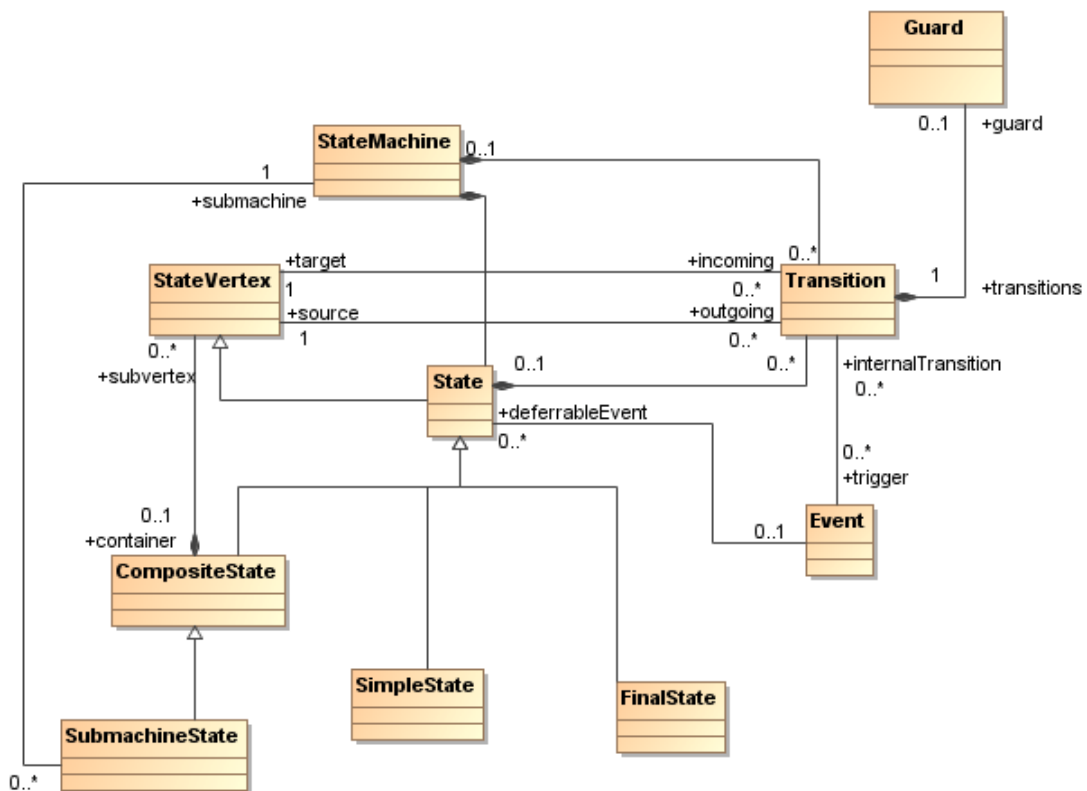 Guard
0..1
+guard
StateMachine
0..1
1
+submachine
+target
+incoming
0..*
StateVertex
1
0..*
Transition
1
+transitions
+source
+outgoing
1
0..*
0..*
+subvertex
State
0..1
0..*
+internalTransition
0..*
+deferrableEvent
0..*
0..*
+trigger
0..1
+container
0..1
Event
CompositeState
SimpleState
FinalState
SubmachineState
0..*